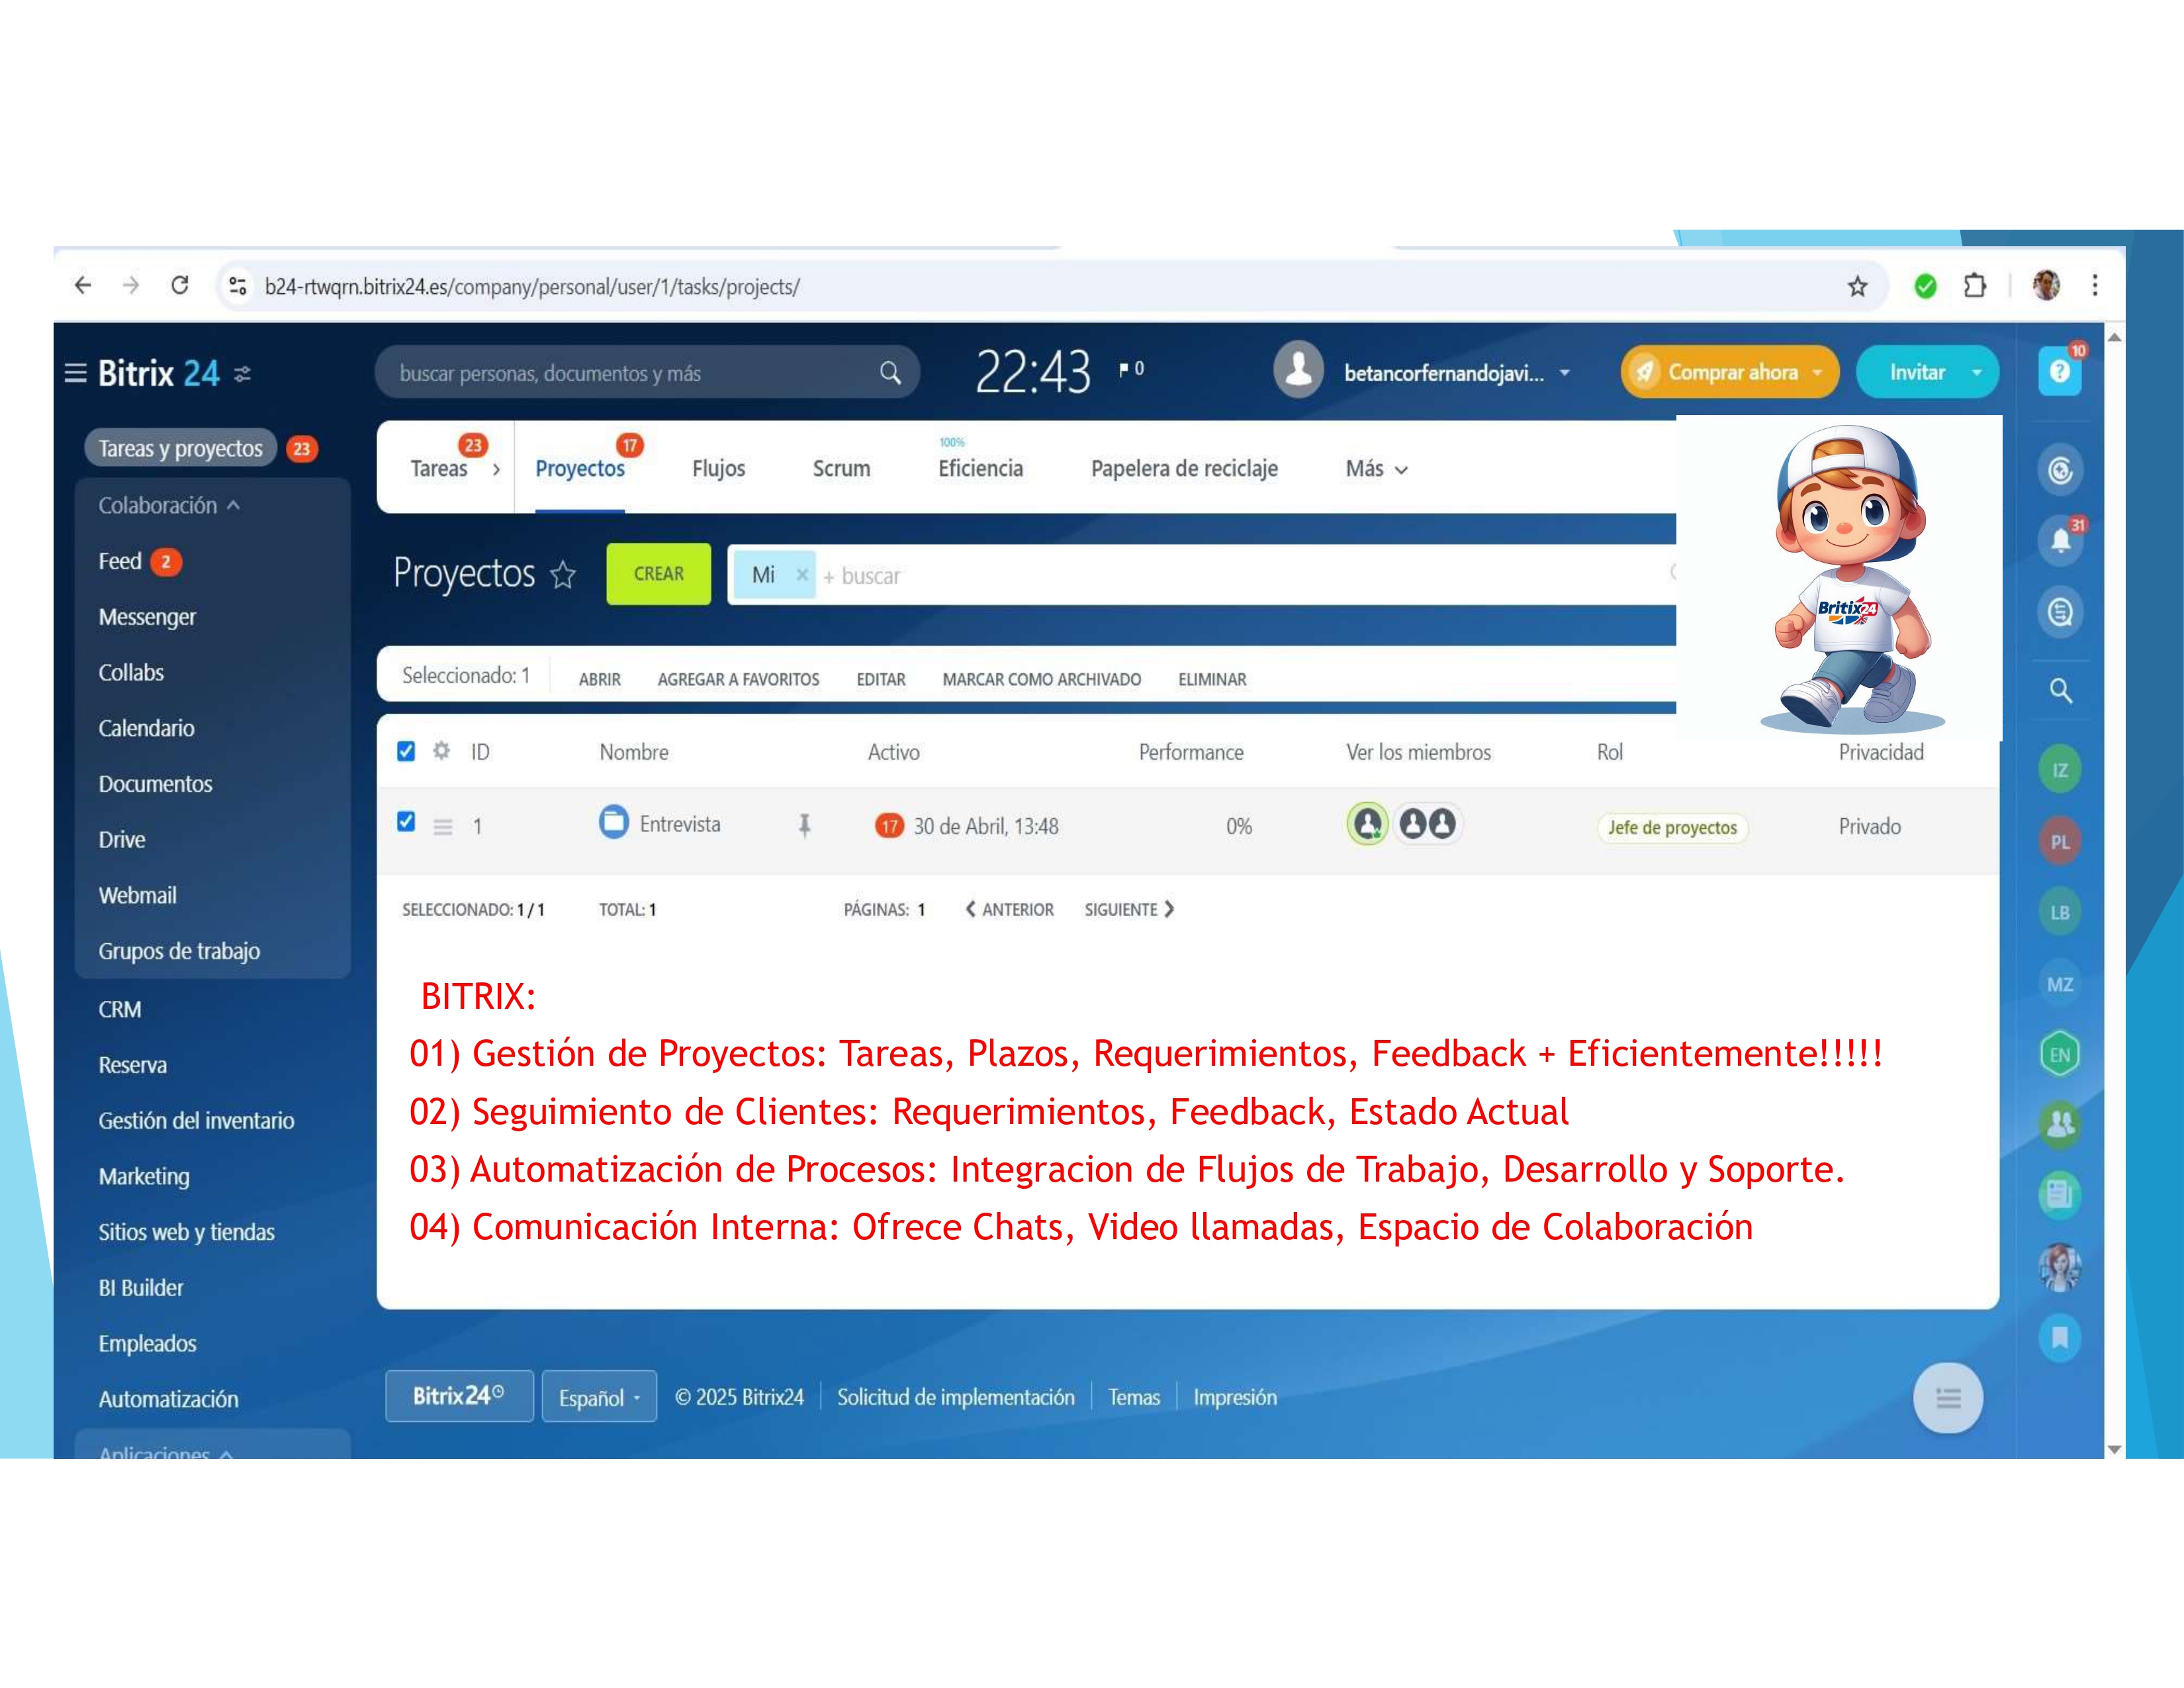 b24-rtwqrn.bitrix24.es/company/personal/user/1/tasks/projects/
Bitrix 24
buscar personas, documentos y más
22:43
0
betancorfernandojavi...
Comprar ahora
Invitar
10
Tareas y proyectos 23
Colaboración
Feed 2
Messenger
Collabs
Calendario
Documentos
Drive
Webmail
Grupos de trabajo
CRM
Reserva
Gestión del inventario
Marketing
Sitios web y tiendas
BI Builder
Empleados
Automatización
Aplicaciones
23
17
100%
Tareas
Proyectos
Flujos
Scrum
Eficiencia
Papelera de reciclaje
Más
Proyectos
CREAR
Mi × + buscar
Britix24
Seleccionado: 1
ABRIR
AGREGAR A FAVORITOS
EDITAR
MARCAR COMO ARCHIVADO
ELIMINAR
ID Nombre Activo Performance Ver los miembros Rol Privacidad
1 Entrevista 17 30 de Abril, 13:48 0% Jefe de proyectos Privado
SELECCIONADO: 1 / 1 TOTAL: 1 PÁGINAS: 1 ANTERIOR SIGUIENTE
BITRIX:
01) Gestión de Proyectos: Tareas, Plazos, Requerimientos, Feedback + Eficientemente!!!!!
02) Seguimiento de Clientes: Requerimientos, Feedback, Estado Actual
03) Automatización de Procesos: Integracion de Flujos de Trabajo, Desarrollo y Soporte.
04) Comunicación Interna: Ofrece Chats, Video llamadas, Espacio de Colaboración
Bitrix24
Español
© 2025 Bitrix24
Solicitud de implementación
Temas
Impresión
31
IZ
PL
LB
MZ
EN